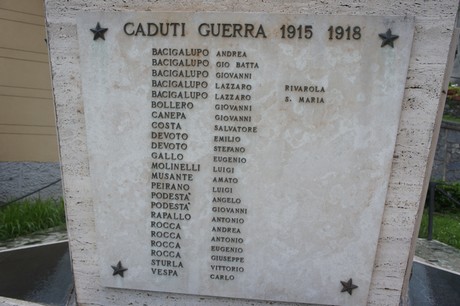 CADUTI GUERRA 1915 1918
BACIGALUPO ANDREA
BACIGALUPO GIO BATTA
BACIGALUPO GIOVANNI
BACIGALUPO LAZZARO RIVAROLA
BACIGALUPO LAZZARO S. MARIA
BOLLERO GIOVANNI
CANEPA GIOVANNI
COSTA SALVATORE
DEVOTO EMILIO
DEVOTO STEFANO
GALLO EUGENIO
MOLINELLI LUIGI
MUSANTE AMATO
PEIRANO LUIGI
PODESTA' ANGELO
PODESTA' GIOVANNI
RAPALLO ANTONIO
ROCCA ANDREA
ROCCA ANTONIO
ROCCA EUGENIO
ROCCA GIUSEPPE
STURLA VITTORIO
VESPA CARLO